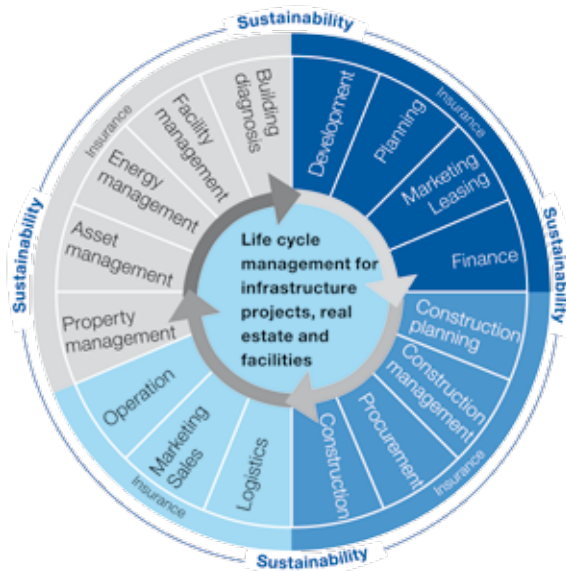 Sustainability
Insurance
Development
Planning
Marketing
Leasing
Finance
Sustainability
Construction
planning
Construction
management
Procurement
Construction
Insurance
Sustainability
Logistics
Marketing
Sales
Operation
Insurance
Property
management
Asset
management
Energy
management
Facility
management
Building
diagnosis
Insurance
Sustainability
Life cycle
management for
infrastructure
projects, real
estate and
facilities